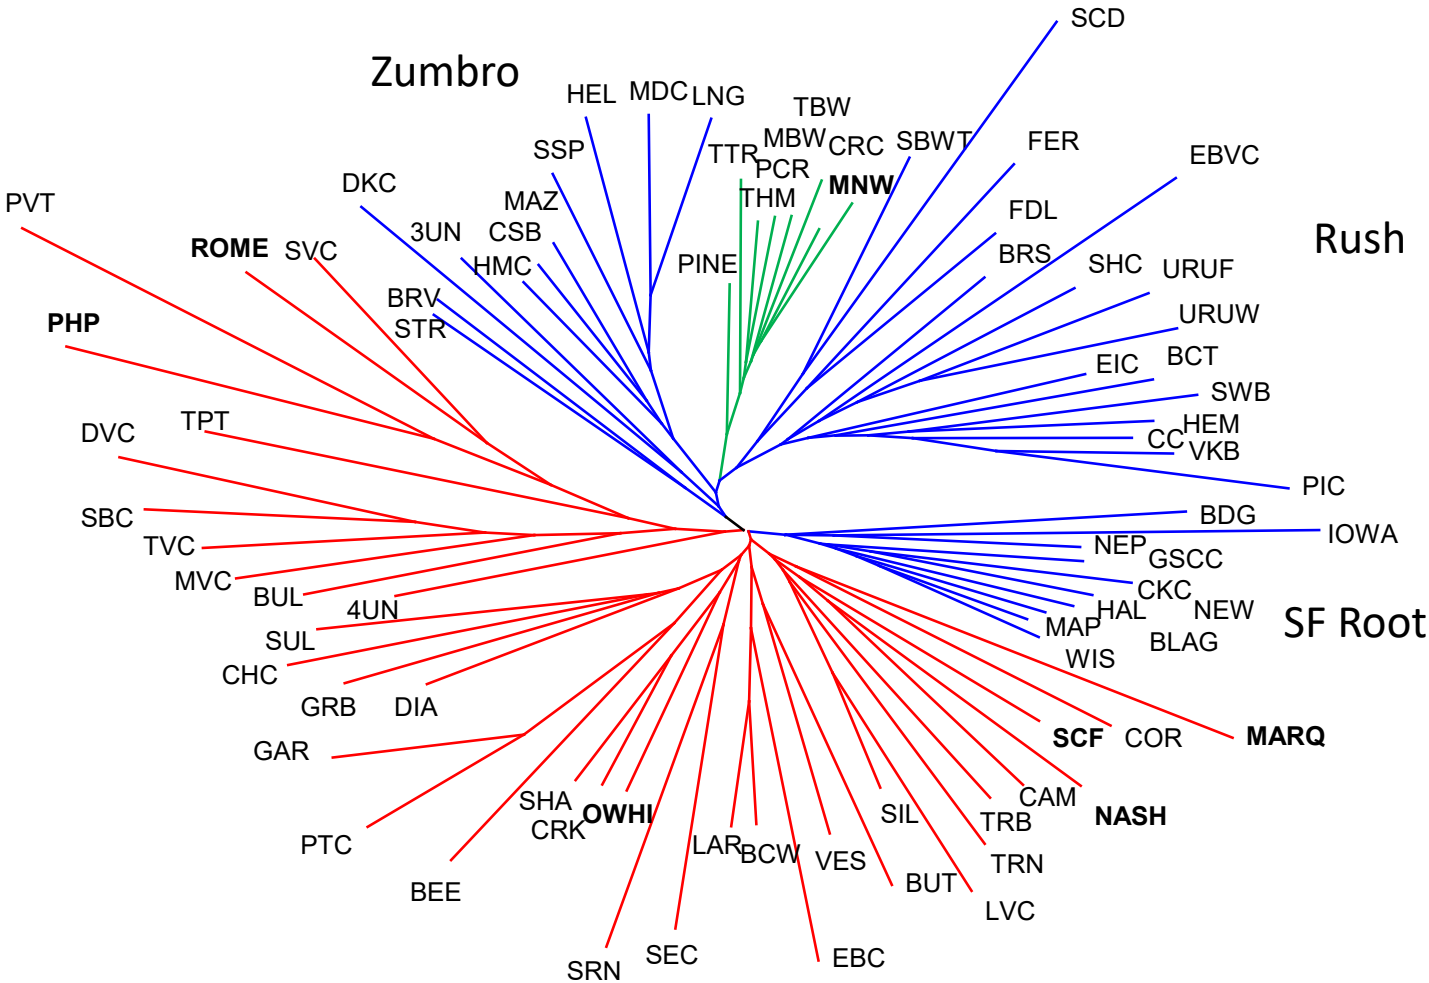 SCD
Zumbro
HEL
MDC
LNG
TBW
MBW
CRC
SBWT
FER
SSP
TTR
PCR
EBVC
DKC
MNW
MAZ
THM
PVT
FDL
3UN
CSB
ROME
SVC
HMC
PINE
BRS
SHC
URUF
Rush
BRV
STR
PHP
URUW
EIC
BCT
SWB
TPT
DVC
HEM
CC
VKB
PIC
SBC
BDG
IOWA
TVC
NEP
GSCC
MVC
BUL
4UN
CKC
HAL
NEW
SF Root
SUL
MAP
BLAG
WIS
CHC
GRB
DIA
GAR
SCF
COR
MARQ
SHA
CRK
OWHI
SIL
CAM
NASH
TRB
PTC
LAR
BCW
VES
TRN
BEE
BUT
LVC
SRN
SEC
EBC